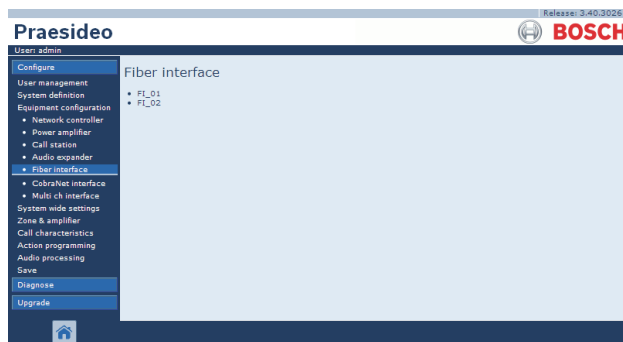 Release: 3.40.3026
Praesideo
BOSCH
User: admin
Configure
User management
System definition
Equipment configuration
• Network controller
• Power amplifier
• Call station
• Audio expander
• Fiber interface
• CobraNet interface
• Multi ch interface
System wide settings
Zone & amplifier
Call characteristics
Action programming
Audio processing
Save
Diagnose
Upgrade
Fiber interface
• FI_01
• FI_02